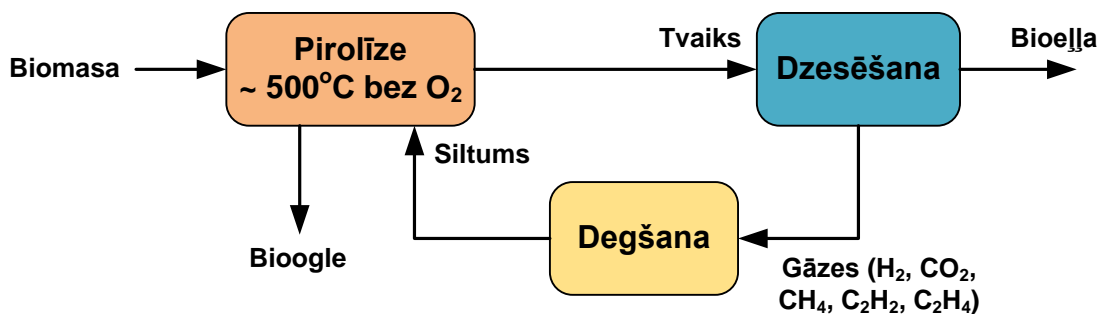 Biomasa
Pirolīze
~ 500°C bez O₂
Tvaiks
Dzesēšana
Bioeļļa
Siltums
Bioogle
Degšana
Gāzes (H₂, CO₂,
CH₄, C₂H₂, C₂H₄)